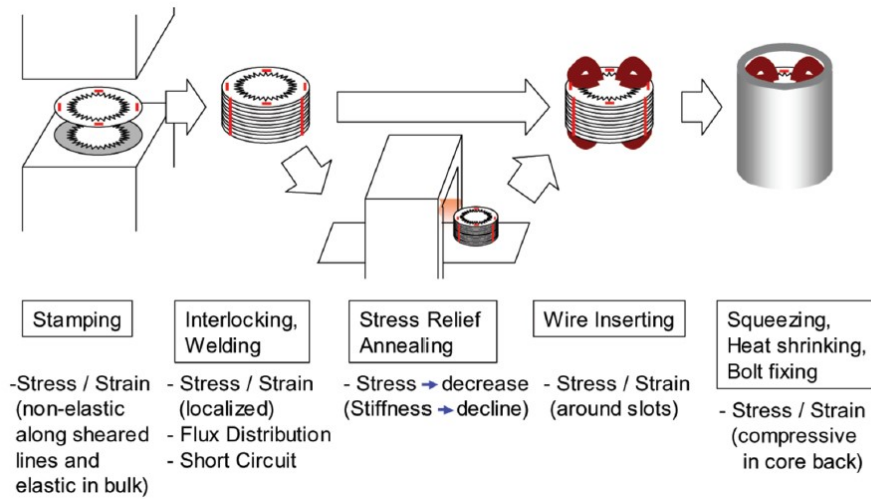 Stamping
-Stress / Strain
(non-elastic
along sheared
lines and
elastic in bulk)
Interlocking,
Welding
- Stress / Strain
(localized)
- Flux Distribution
- Short Circuit
Stress Relief
Annealing
- Stress → decrease
(Stiffness → decline)
Wire Inserting
- Stress / Strain
(around slots)
Squeezing,
Heat shrinking,
Bolt fixing
- Stress / Strain
(compressive
in core back)